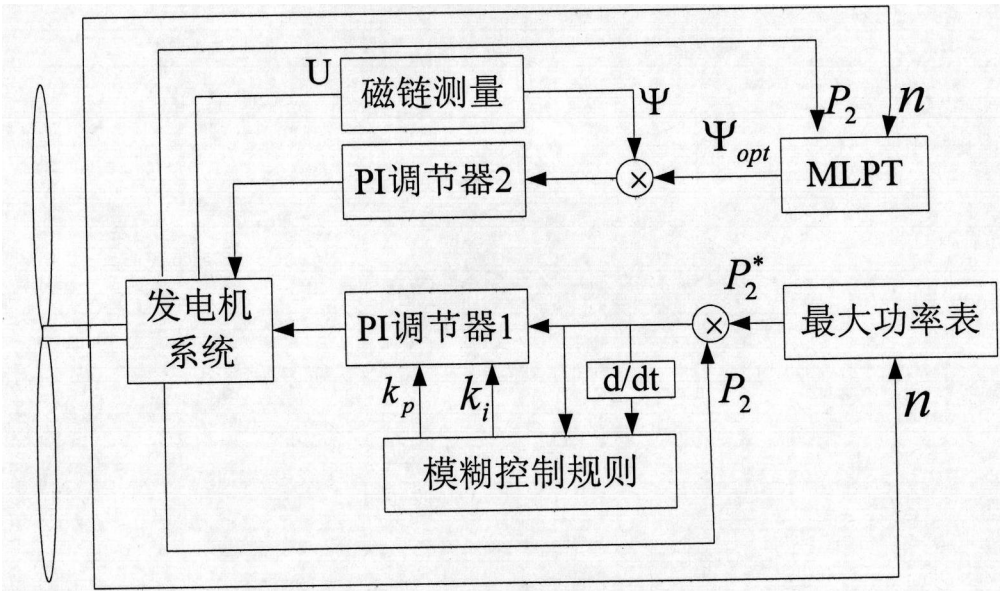 U
磁链测量
Ψ
P₂
n
Ψopt
MLPT
PI调节器2
发电机
系统
PI调节器1
P₂*
最大功率表
kp
ki
d/dt
P₂
n
模糊控制规则